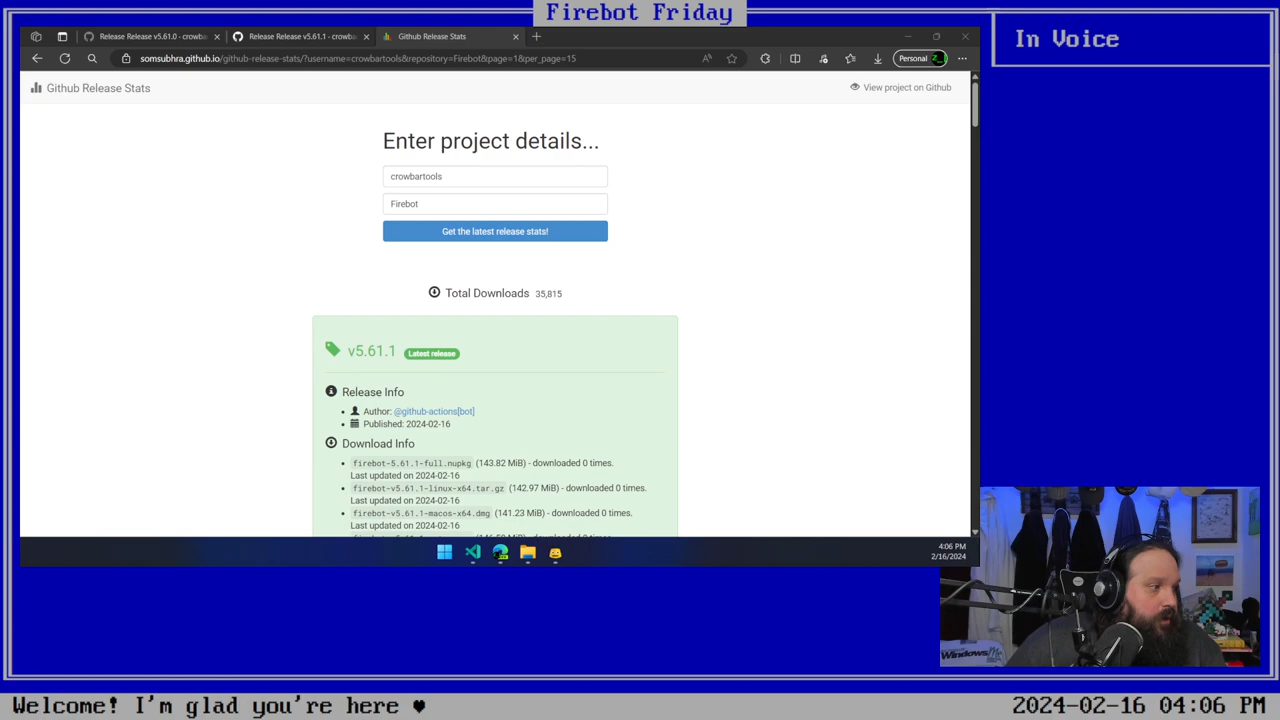 Firebot Friday
In Voice
Release Release v5.61.0 · crowba
Release Release v5.61.1 · crowba
Github Release Stats
somsubhra.github.io/github-release-stats/?username=crowbartools&repository=Firebot&page=1&per_page=15
Personal
Github Release Stats
View project on Github
Enter project details...
crowbartools
Firebot
Get the latest release stats!
Total Downloads 35,815
v5.61.1 Latest release
Release Info
Author: @github-actions[bot]
Published: 2024-02-16
Download Info
firebot-5.61.1-full.nupkg (143.82 MiB) - downloaded 0 times.
Last updated on 2024-02-16
firebot-v5.61.1-linux-x64.tar.gz (142.97 MiB) - downloaded 0 times.
Last updated on 2024-02-16
firebot-v5.61.1-macos-x64.dmg (141.23 MiB) - downloaded 0 times.
Last updated on 2024-02-16
4:06 PM
2/16/2024
Welcome! I'm glad you're here ♥
2024-02-16 04:06 PM